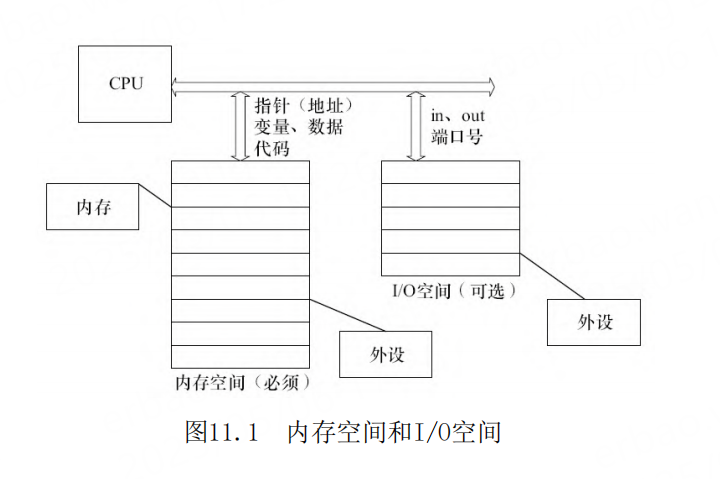 CPU
指针（地址）
变量、数据
代码
in、out
端口号
内存
I/O空间（可选）
外设
外设
内存空间（必须）
图11.1 内存空间和I/O空间